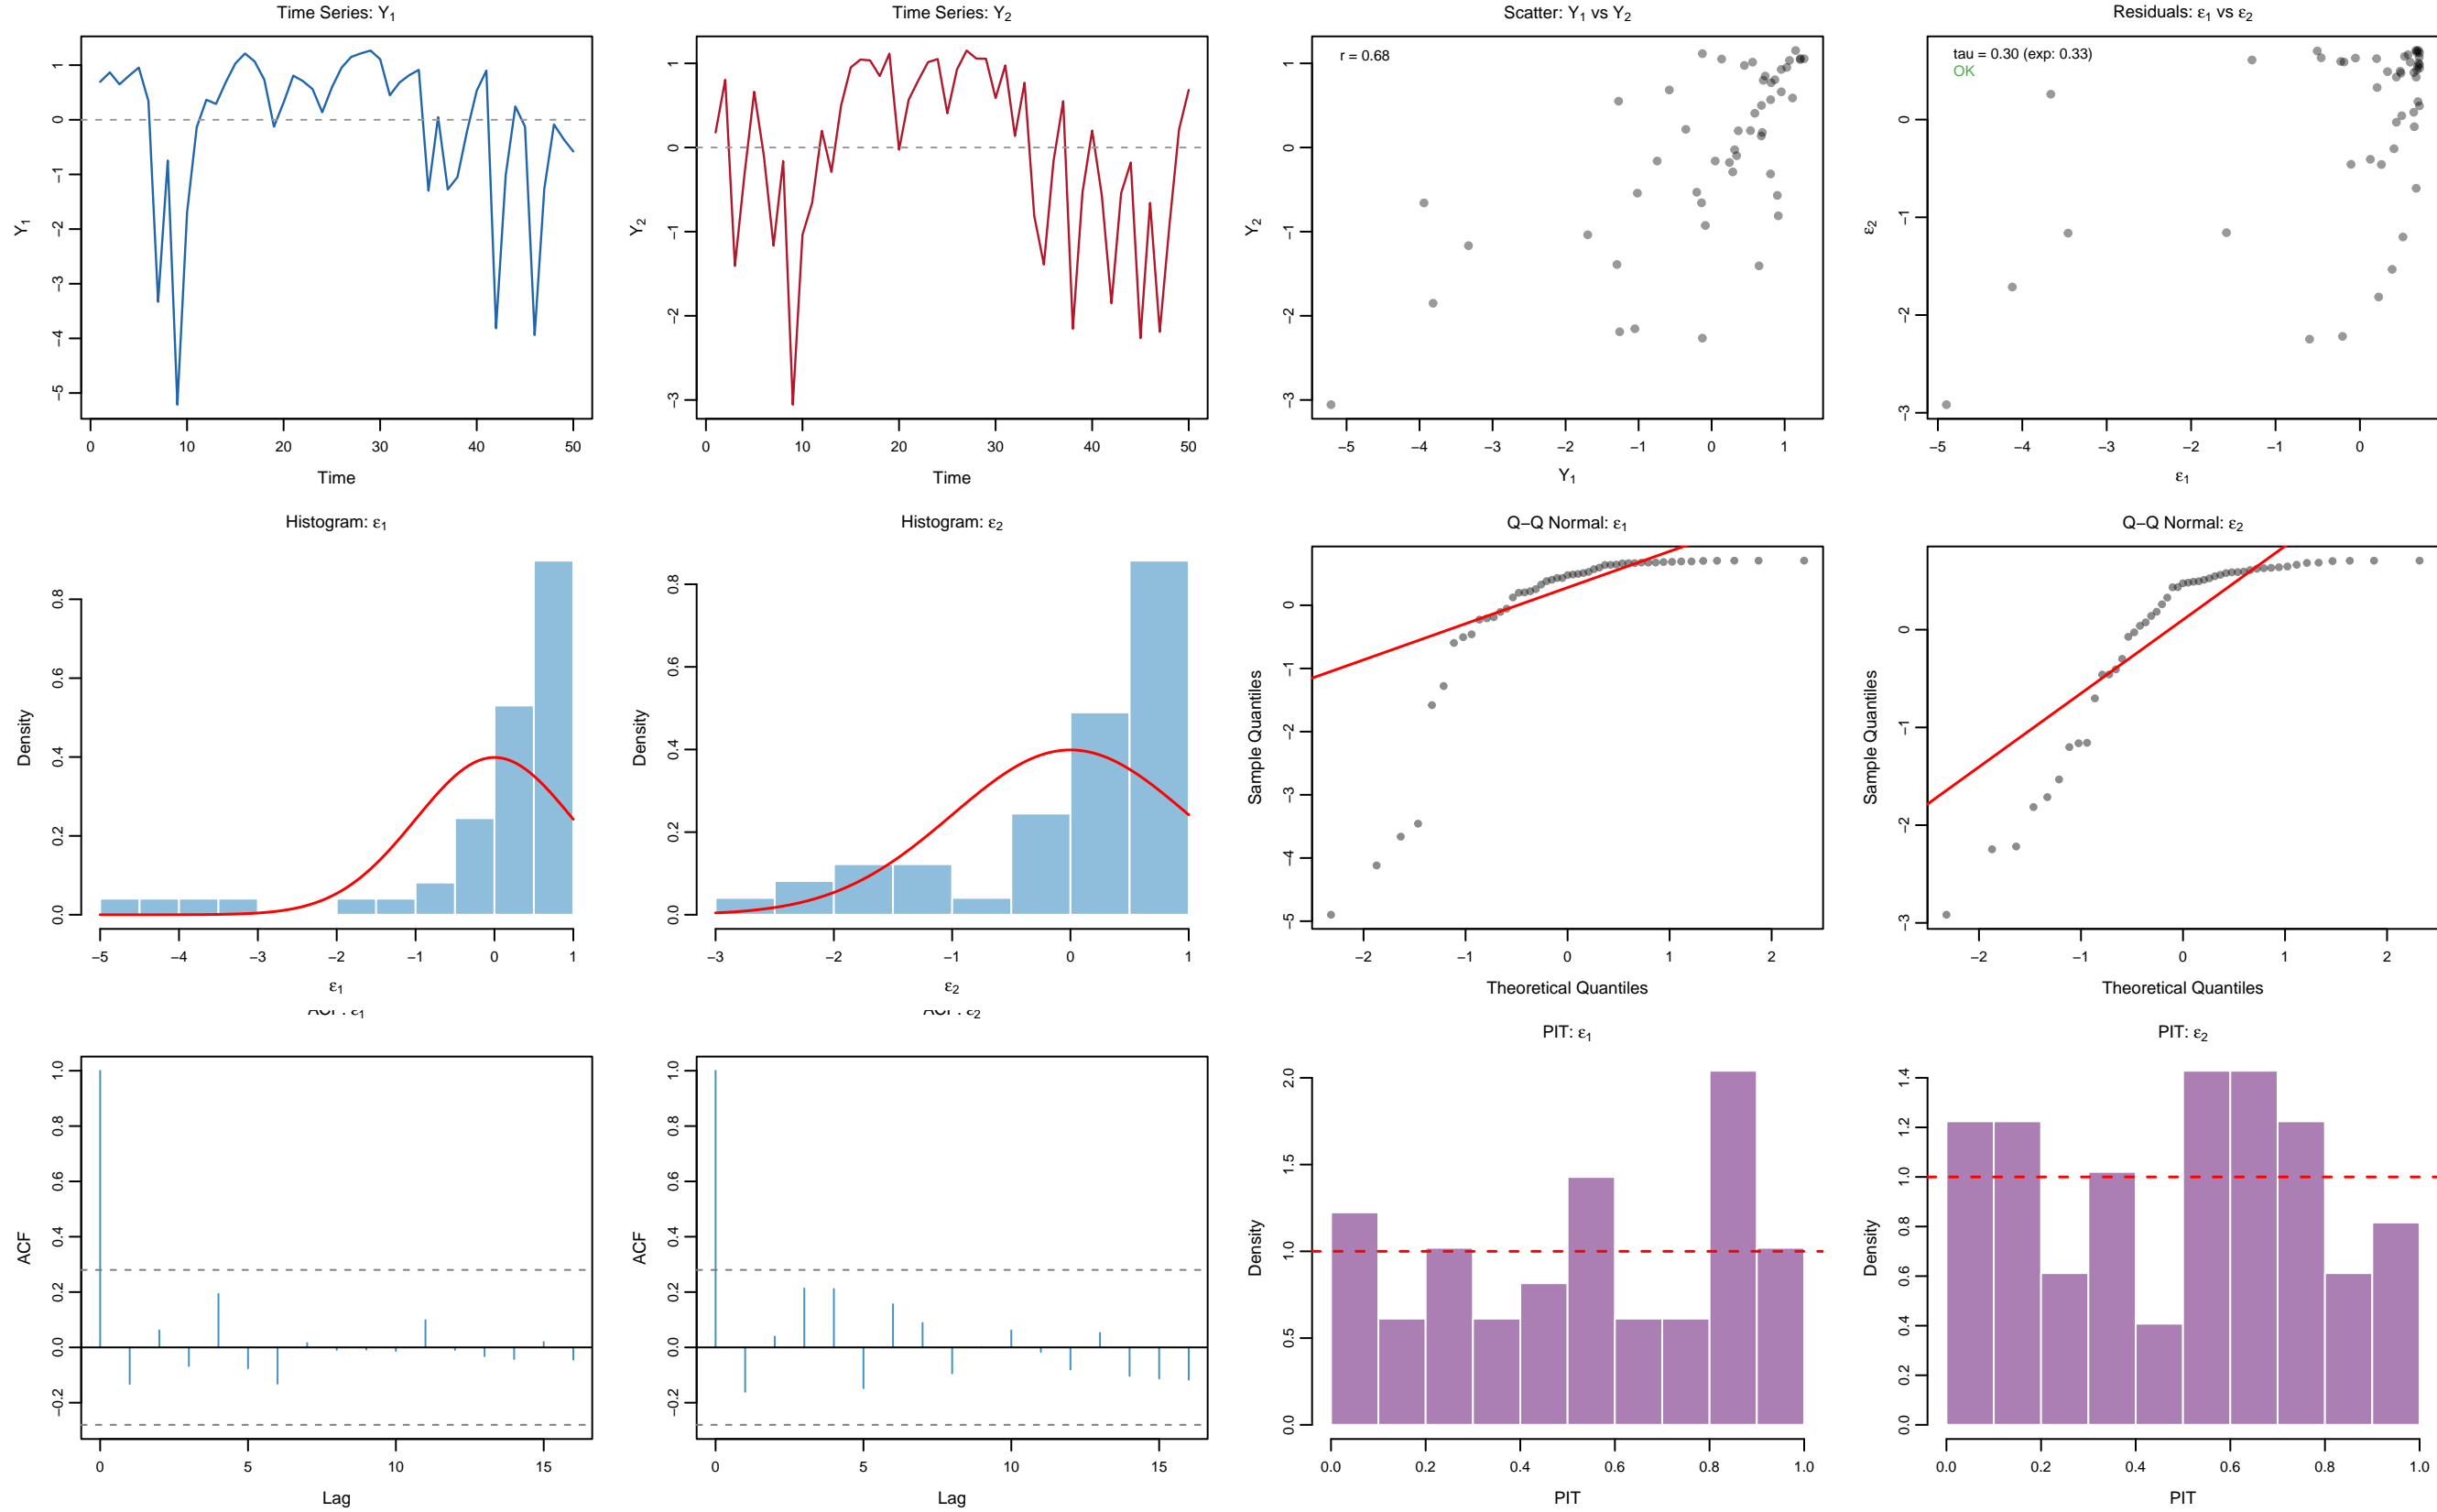 Time Series: Y1
Y1
1
0
−1
−2
−3
−4
−5
0 10 20 30 40 50
Time
Time Series: Y2
Y2
1
0
−1
−2
−3
0 10 20 30 40 50
Time
Scatter: Y1 vs Y2
r = 0.68
Y2
1
0
−1
−2
−3
−5 −4 −3 −2 −1 0 1
Y1
Residuals: ε1 vs ε2
tau = 0.30 (exp: 0.33)
OK
ε2
0
−1
−2
−3
−5 −4 −3 −2 −1 0
ε1
Histogram: ε1
Density
0.8
0.6
0.4
0.2
0.0
−5 −4 −3 −2 −1 0 1
ε1
Histogram: ε2
Density
0.8
0.6
0.4
0.2
0.0
−3 −2 −1 0 1
ε2
Q−Q Normal: ε1
Sample Quantiles
0
−1
−2
−3
−4
−5
−2 −1 0 1 2
Theoretical Quantiles
Q−Q Normal: ε2
Sample Quantiles
0
−1
−2
−3
−2 −1 0 1 2
Theoretical Quantiles
ACF: ε1
ACF
1.0
0.8
0.6
0.4
0.2
0.0
−0.2
0 5 10 15
Lag
ACF: ε2
ACF
1.0
0.8
0.6
0.4
0.2
0.0
−0.2
0 5 10 15
Lag
PIT: ε1
Density
2.0
1.5
1.0
0.5
0.0
0.0 0.2 0.4 0.6 0.8 1.0
PIT
PIT: ε2
Density
1.4
1.2
1.0
0.8
0.6
0.4
0.2
0.0
0.0 0.2 0.4 0.6 0.8 1.0
PIT